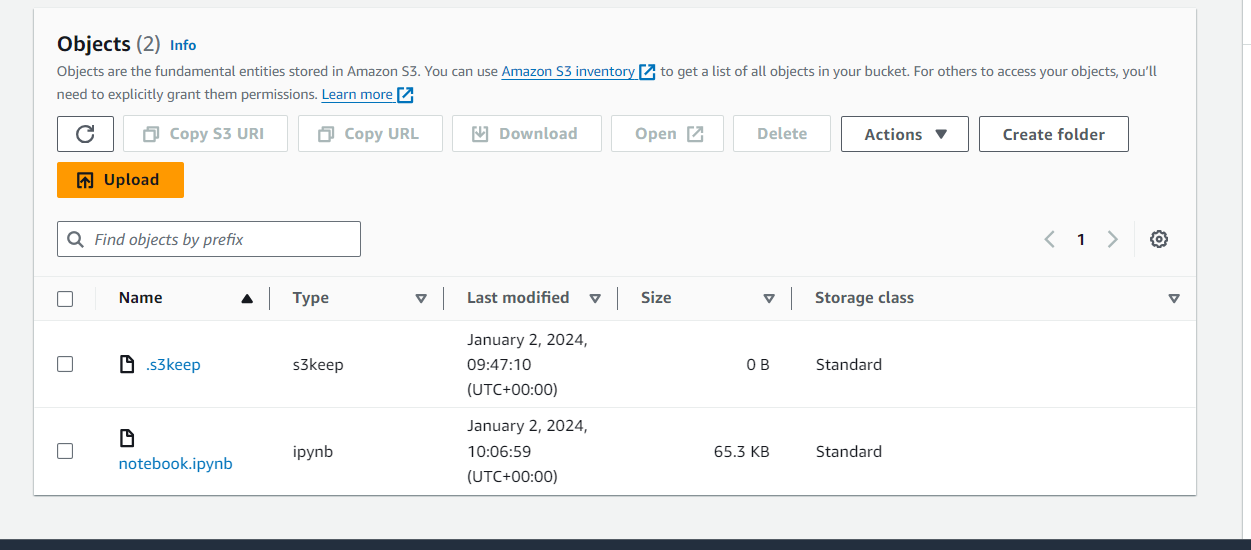 Objects (2) Info
Objects are the fundamental entities stored in Amazon S3. You can use Amazon S3 inventory to get a list of all objects in your bucket. For others to access your objects, you'll
need to explicitly grant them permissions. Learn more
Copy S3 URI Copy URL Download Open Delete Actions Create folder
Upload
Find objects by prefix 1
Name Type Last modified Size Storage class
January 2, 2024,
.s3keep s3keep 09:47:10 0 B Standard
(UTC+00:00)
January 2, 2024,
notebook.ipynb ipynb 10:06:59 65.3 KB Standard
(UTC+00:00)